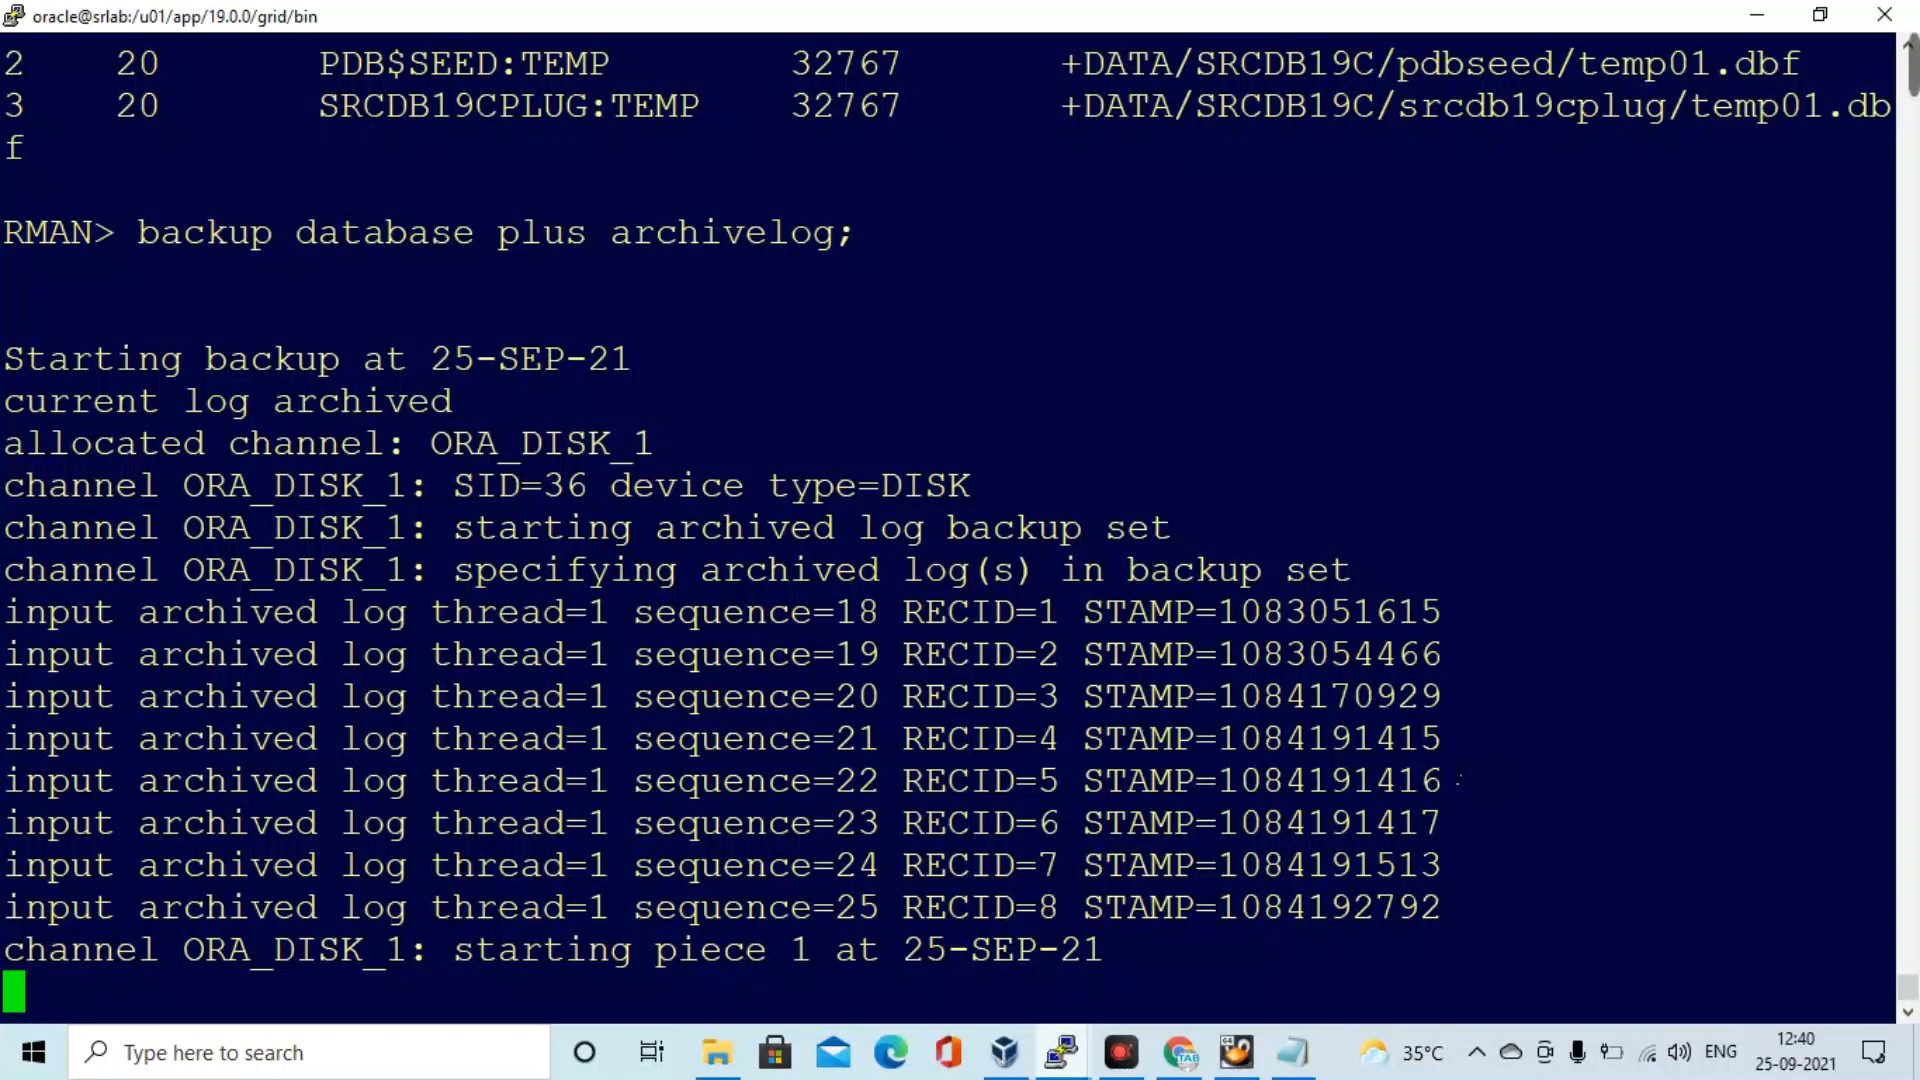 oracle@srlab:/u01/app/19.0.0/grid/bin
2    20       PDB$SEED:TEMP        32767       +DATA/SRCDB19C/pdbseed/temp01.dbf
3    20       SRCDB19CPLUG:TEMP    32767       +DATA/SRCDB19C/srcdb19cplug/temp01.db
f
RMAN> backup database plus archivelog;
Starting backup at 25-SEP-21
current log archived
allocated channel: ORA_DISK_1
channel ORA_DISK_1: SID=36 device type=DISK
channel ORA_DISK_1: starting archived log backup set
channel ORA_DISK_1: specifying archived log(s) in backup set
input archived log thread=1 sequence=18 RECID=1 STAMP=1083051615
input archived log thread=1 sequence=19 RECID=2 STAMP=1083054466
input archived log thread=1 sequence=20 RECID=3 STAMP=1084170929
input archived log thread=1 sequence=21 RECID=4 STAMP=1084191415
input archived log thread=1 sequence=22 RECID=5 STAMP=1084191416
input archived log thread=1 sequence=23 RECID=6 STAMP=1084191417
input archived log thread=1 sequence=24 RECID=7 STAMP=1084191513
input archived log thread=1 sequence=25 RECID=8 STAMP=1084192792
channel ORA_DISK_1: starting piece 1 at 25-SEP-21
Type here to search
TAB
64
35°C
ENG
12:40
25-09-2021